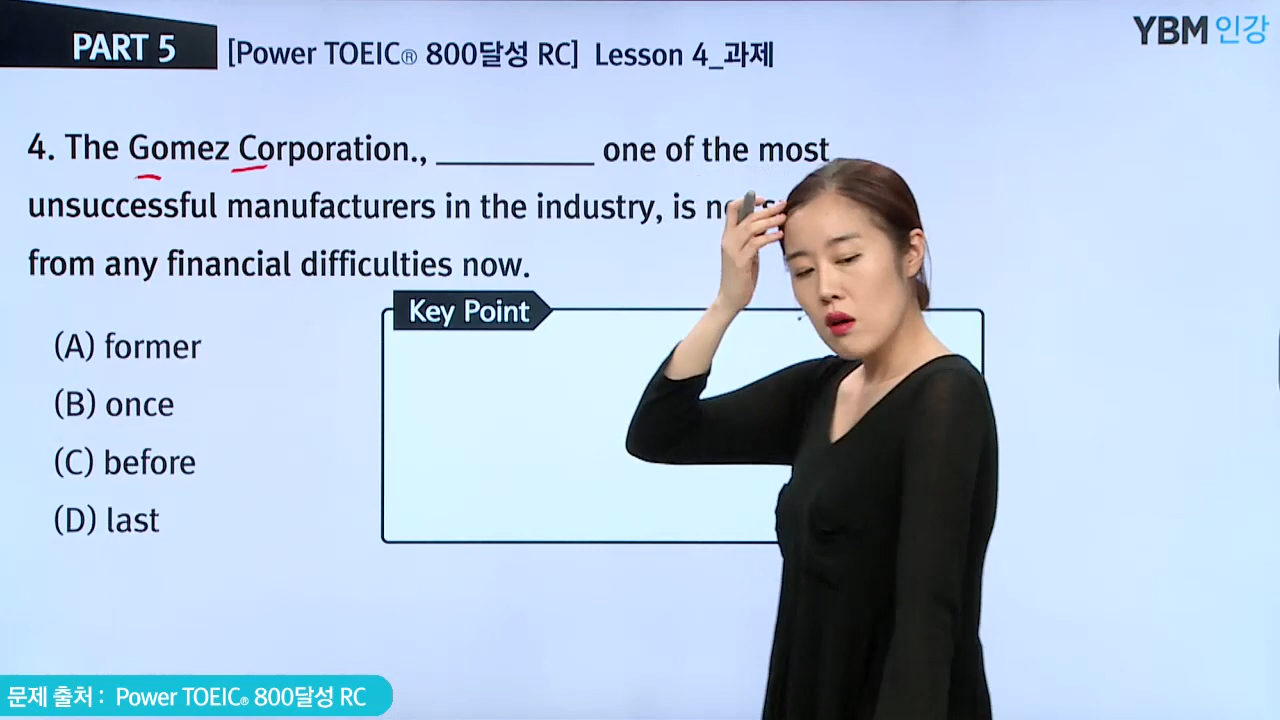 PART 5
[Power TOEIC® 800달성 RC] Lesson 4_과제
YBM 인강
4. The Gomez Corporation., __________ one of the most
unsuccessful manufacturers in the industry, is
from any financial difficulties now.
Key Point
(A) former
(B) once
(C) before
(D) last
문제 출처 : Power TOEIC® 800달성 RC